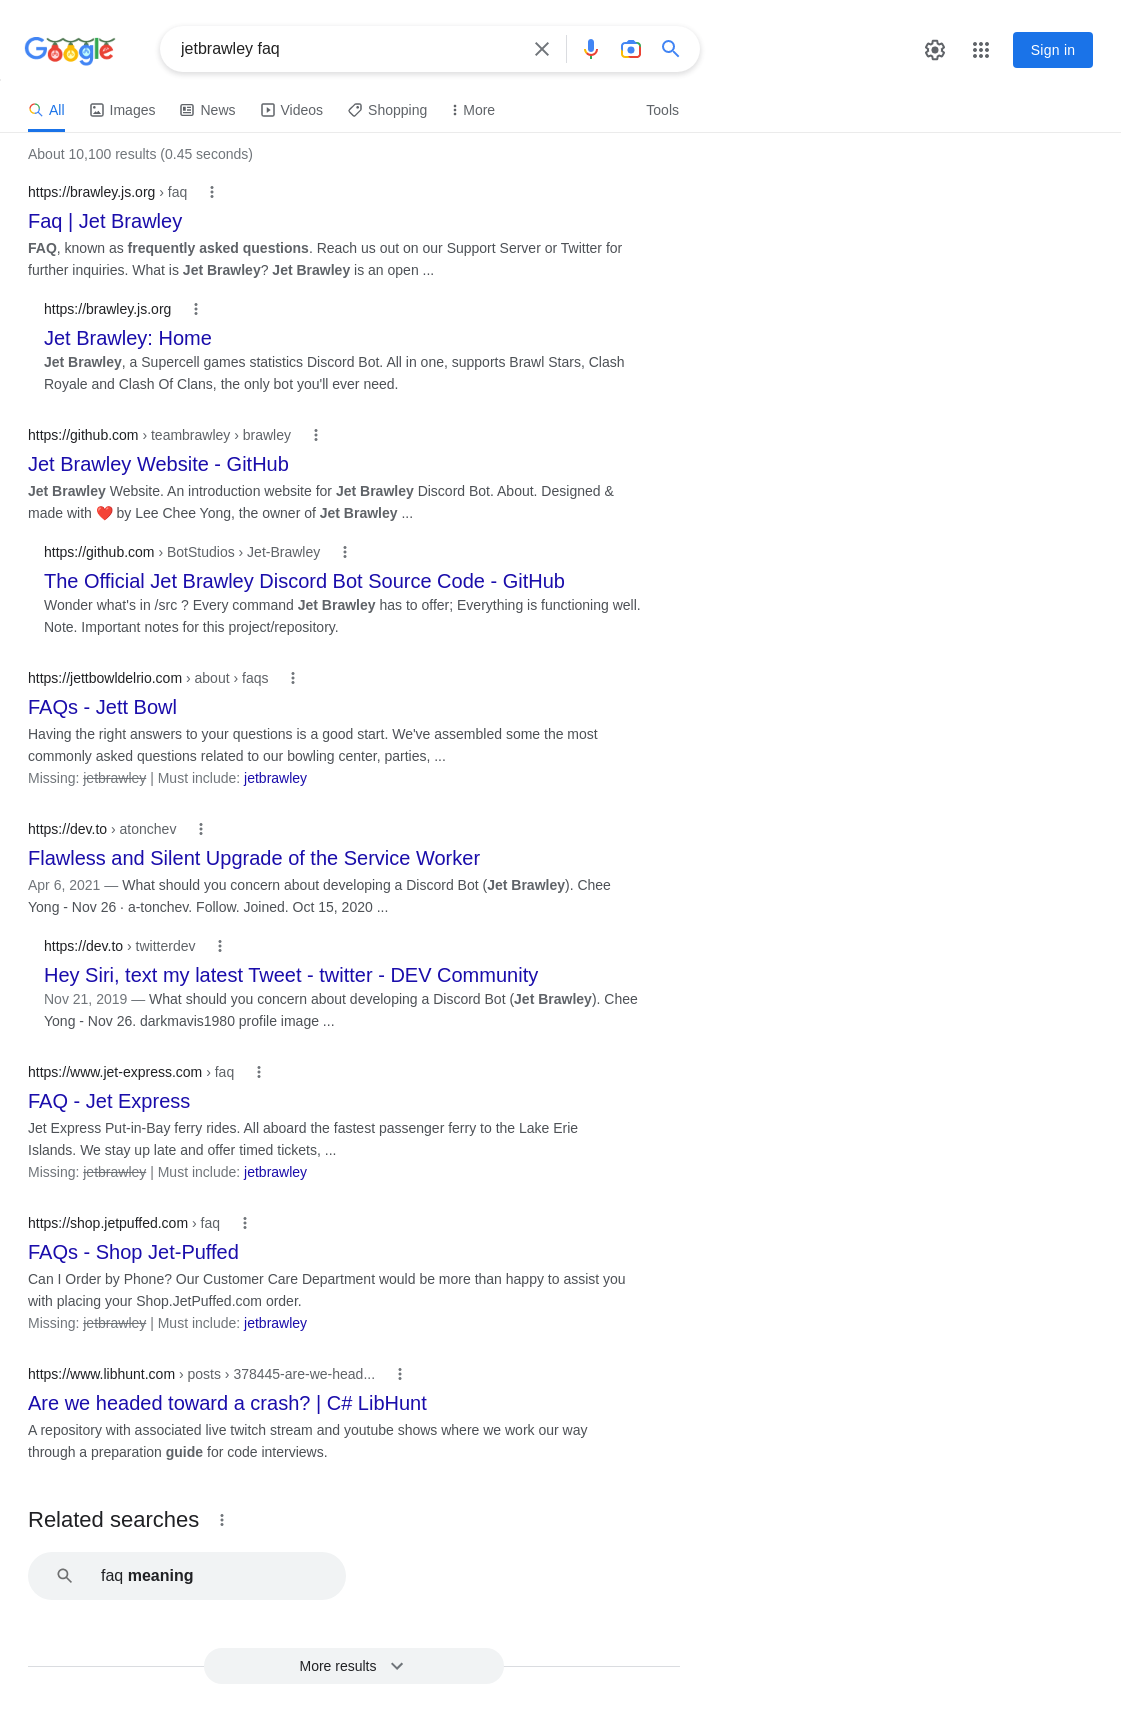 Google
jetbrawley faq
Sign in
All Images News Videos Shopping More Tools
About 10,100 results (0.45 seconds)
https://brawley.js.org › faq
Faq | Jet Brawley
FAQ, known as frequently asked questions. Reach us out on our Support Server or Twitter for
further inquiries. What is Jet Brawley? Jet Brawley is an open ...
https://brawley.js.org
Jet Brawley: Home
Jet Brawley, a Supercell games statistics Discord Bot. All in one, supports Brawl Stars, Clash
Royale and Clash Of Clans, the only bot you'll ever need.
https://github.com › teambrawley › brawley
Jet Brawley Website - GitHub
Jet Brawley Website. An introduction website for Jet Brawley Discord Bot. About. Designed &
made with ❤️ by Lee Chee Yong, the owner of Jet Brawley ...
https://github.com › BotStudios › Jet-Brawley
The Official Jet Brawley Discord Bot Source Code - GitHub
Wonder what's in /src ? Every command Jet Brawley has to offer; Everything is functioning well.
Note. Important notes for this project/repository.
https://jettbowldelrio.com › about › faqs
FAQs - Jett Bowl
Having the right answers to your questions is a good start. We've assembled some the most
commonly asked questions related to our bowling center, parties, ...
Missing: jetbrawley | Must include: jetbrawley
https://dev.to › atonchev
Flawless and Silent Upgrade of the Service Worker
Apr 6, 2021 — What should you concern about developing a Discord Bot (Jet Brawley). Chee
Yong - Nov 26 · a-tonchev. Follow. Joined. Oct 15, 2020 ...
https://dev.to › twitterdev
Hey Siri, text my latest Tweet - twitter - DEV Community
Nov 21, 2019 — What should you concern about developing a Discord Bot (Jet Brawley). Chee
Yong - Nov 26. darkmavis1980 profile image ...
https://www.jet-express.com › faq
FAQ - Jet Express
Jet Express Put-in-Bay ferry rides. All aboard the fastest passenger ferry to the Lake Erie
Islands. We stay up late and offer timed tickets, ...
Missing: jetbrawley | Must include: jetbrawley
https://shop.jetpuffed.com › faq
FAQs - Shop Jet-Puffed
Can I Order by Phone? Our Customer Care Department would be more than happy to assist you
with placing your Shop.JetPuffed.com order.
Missing: jetbrawley | Must include: jetbrawley
https://www.libhunt.com › posts › 378445-are-we-head...
Are we headed toward a crash? | C# LibHunt
A repository with associated live twitch stream and youtube shows where we work our way
through a preparation guide for code interviews.
Related searches
faq meaning
More results